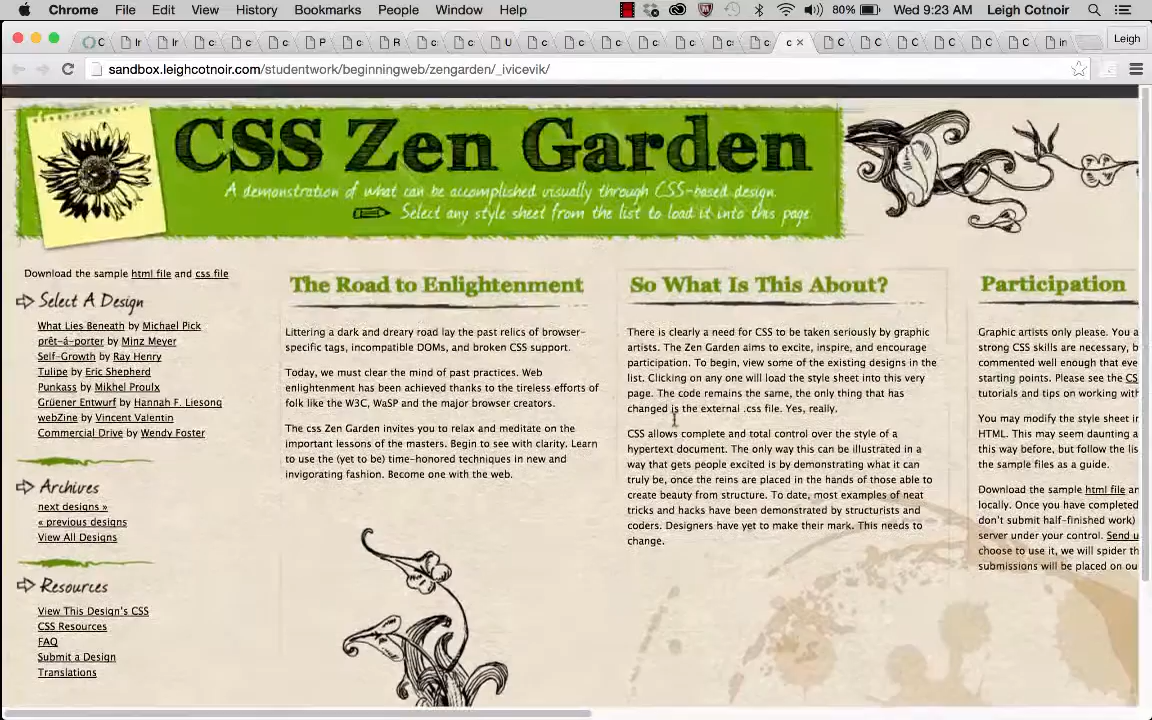 Chrome File Edit View History Bookmarks People Window Help 80% Wed 9:23 AM Leigh Cotnoir
Leigh
sandbox.leighcotnoir.com/studentwork/beginningweb/zengarden/_ivicevik/
CSS Zen Garden
A demonstration of what can be accomplished visually through CSS-based design.
Select any style sheet from the list to load it into this page.
Download the sample html file and css file
Select A Design
What Lies Beneath by Michael Pick
prêt-á-porter by Minz Meyer
Self-Growth by Ray Henry
Tulipe by Eric Shepherd
Punkass by Mikhel Proulx
Grüener Entwurf by Hannah F. Liesonq
webZine by Vincent Valentin
Commercial Drive by Wendy Foster
Archives
next designs »
« previous designs
View All Designs
Resources
View This Design's CSS
CSS Resources
FAQ
Submit a Design
Translations
The Road to Enlightenment
Littering a dark and dreary road lay the past relics of browser-
specific tags, incompatible DOMs, and broken CSS support.
Today, we must clear the mind of past practices. Web
enlightenment has been achieved thanks to the tireless efforts of
folk like the W3C, WaSP and the major browser creators.
The css Zen Garden invites you to relax and meditate on the
important lessons of the masters. Begin to see with clarity. Learn
to use the (yet to be) time-honored techniques in new and
invigorating fashion. Become one with the web.
So What Is This About?
There is clearly a need for CSS to be taken seriously by graphic
artists. The Zen Garden aims to excite, inspire, and encourage
participation. To begin, view some of the existing designs in the
list. Clicking on any one will load the style sheet into this very
page. The code remains the same, the only thing that has
changed is the external .css file. Yes, really.
CSS allows complete and total control over the style of a
hypertext document. The only way this can be illustrated in a
way that gets people excited is by demonstrating what it can
truly be, once the reins are placed in the hands of those able to
create beauty from structure. To date, most examples of neat
tricks and hacks have been demonstrated by structurists and
coders. Designers have yet to make their mark. This needs to
change.
Participation
Graphic artists only please. You a
strong CSS skills are necessary, b
commented well enough that eve
starting points. Please see the CS
tutorials and tips on working with
You may modify the style sheet ir
HTML. This may seem daunting a
this way before, but follow the lis
the sample files as a guide.
Download the sample html file an
locally. Once you have completed
don't submit half-finished work)
server under your control. Send u
choose to use it, we will spider th
submissions will be placed on ou